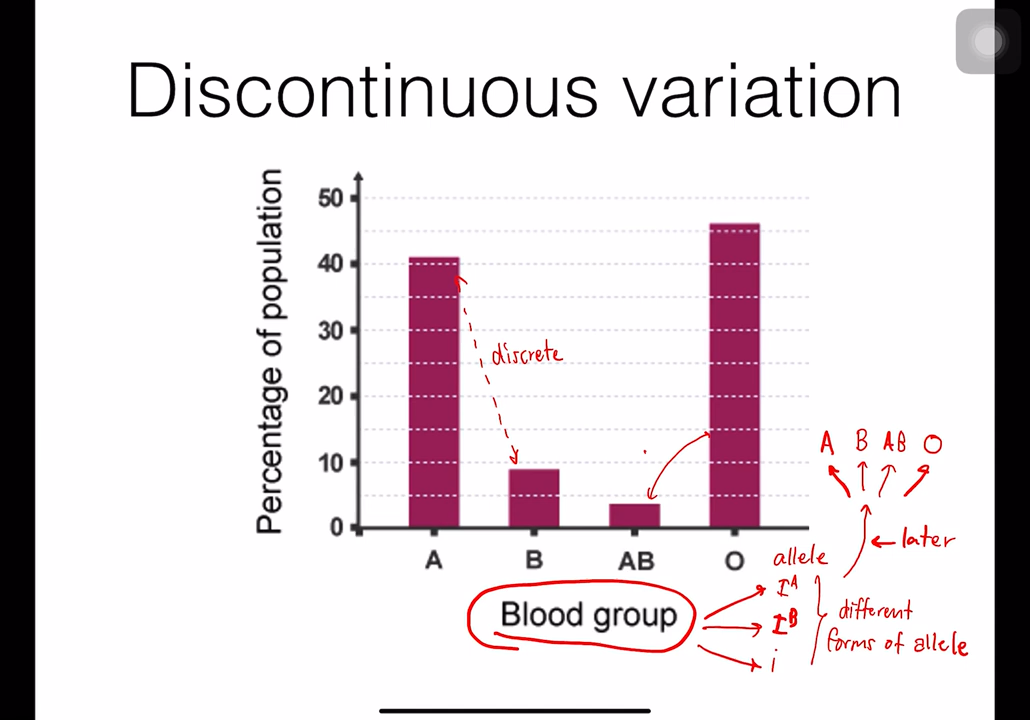 Discontinuous variation
Percentage of population
50
40
30
20
10
0
discrete
A B AB O
Blood group
A B AB O
later
allele
I^A
I^B
i
different
forms of allele